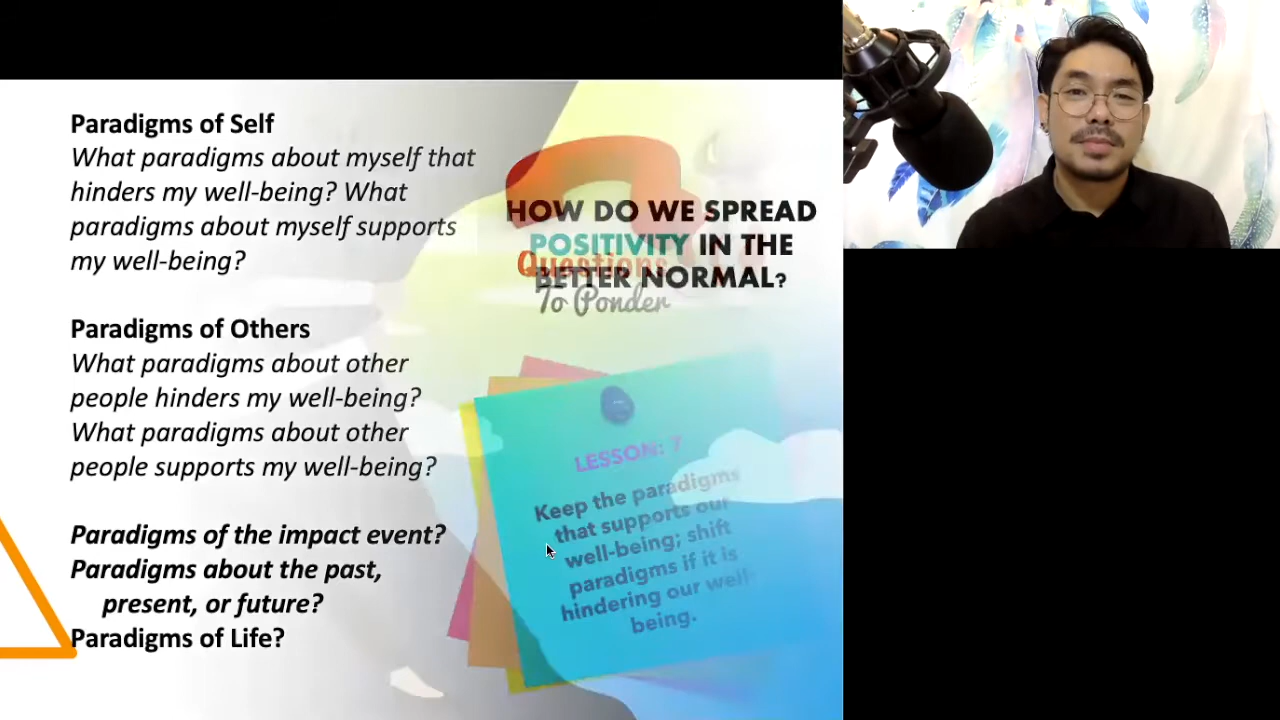 Paradigms of Self
What paradigms about myself that
hinders my well-being? What
paradigms about myself supports
my well-being?
Paradigms of Others
What paradigms about other
people hinders my well-being?
What paradigms about other
people supports my well-being?
Paradigms of the impact event?
Paradigms about the past,
present, or future?
Paradigms of Life?
HOW DO WE SPREAD
POSITIVITY IN THE
BETTER NORMAL?
Questions
To Ponder
LESSON: 7
Keep the paradigms
that supports our
well-being; shift
paradigms if it is
hindering our well-
being.